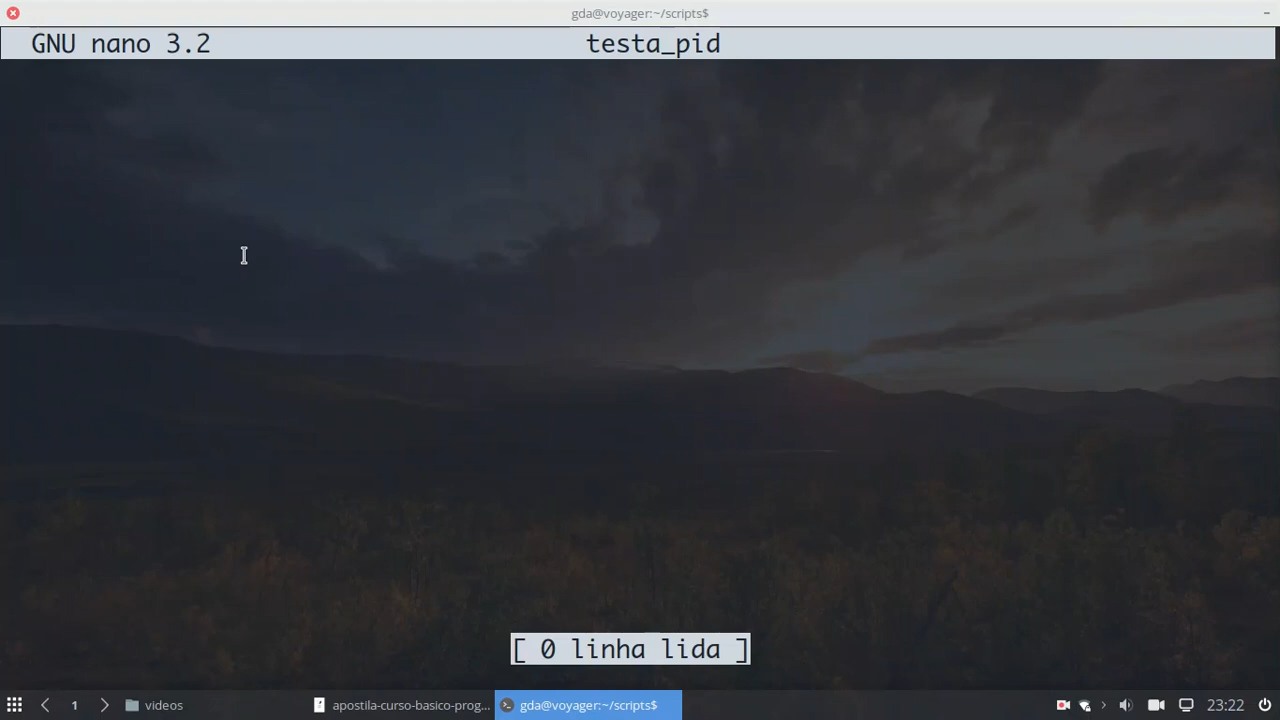 gda@voyager:~/scripts$
GNU nano 3.2 testa_pid
[ 0 linha lida ]
1 videos apostila-curso-basico-prog... gda@voyager:~/scripts$ 23:22